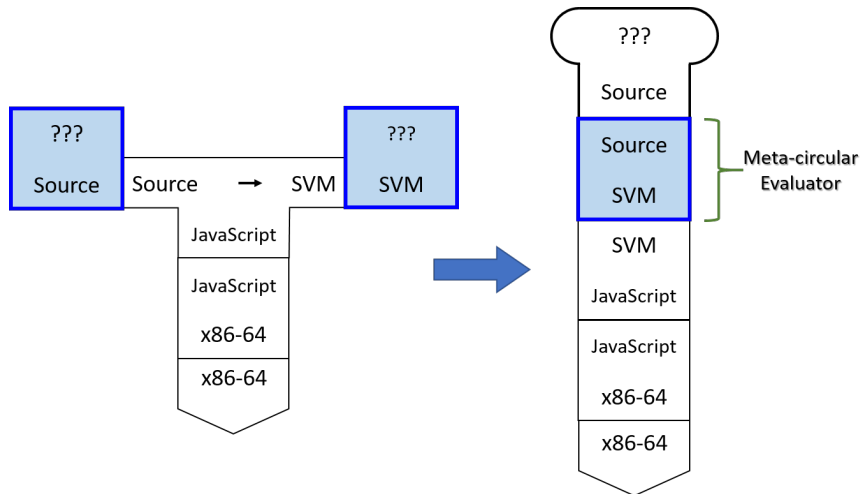 ???
Source
Source → SVM
???
SVM
JavaScript
JavaScript
x86-64
x86-64
???
Source
Source
SVM
Meta-circular
Evaluator
SVM
JavaScript
JavaScript
x86-64
x86-64